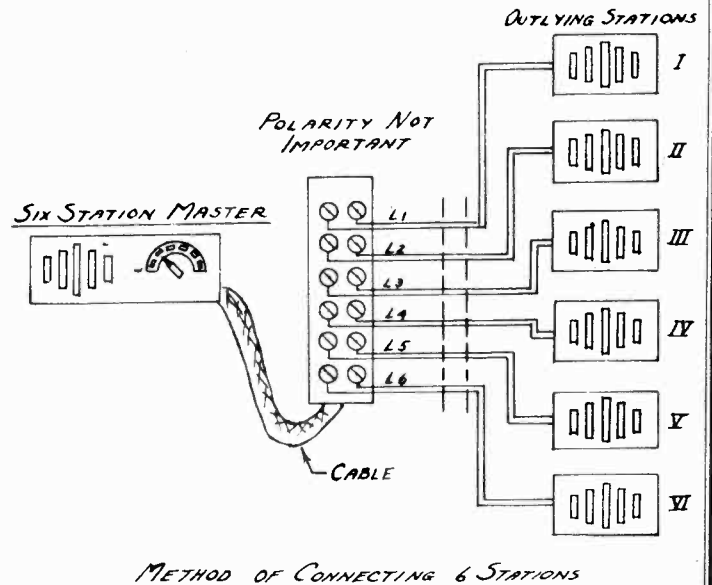 OUTLYING STATIONS
I
II
III
IV
V
VI
POLARITY NOT
IMPORTANT
SIX STATION MASTER
L1
L2
L3
L4
L5
L6
CABLE
METHOD OF CONNECTING 6 STATIONS